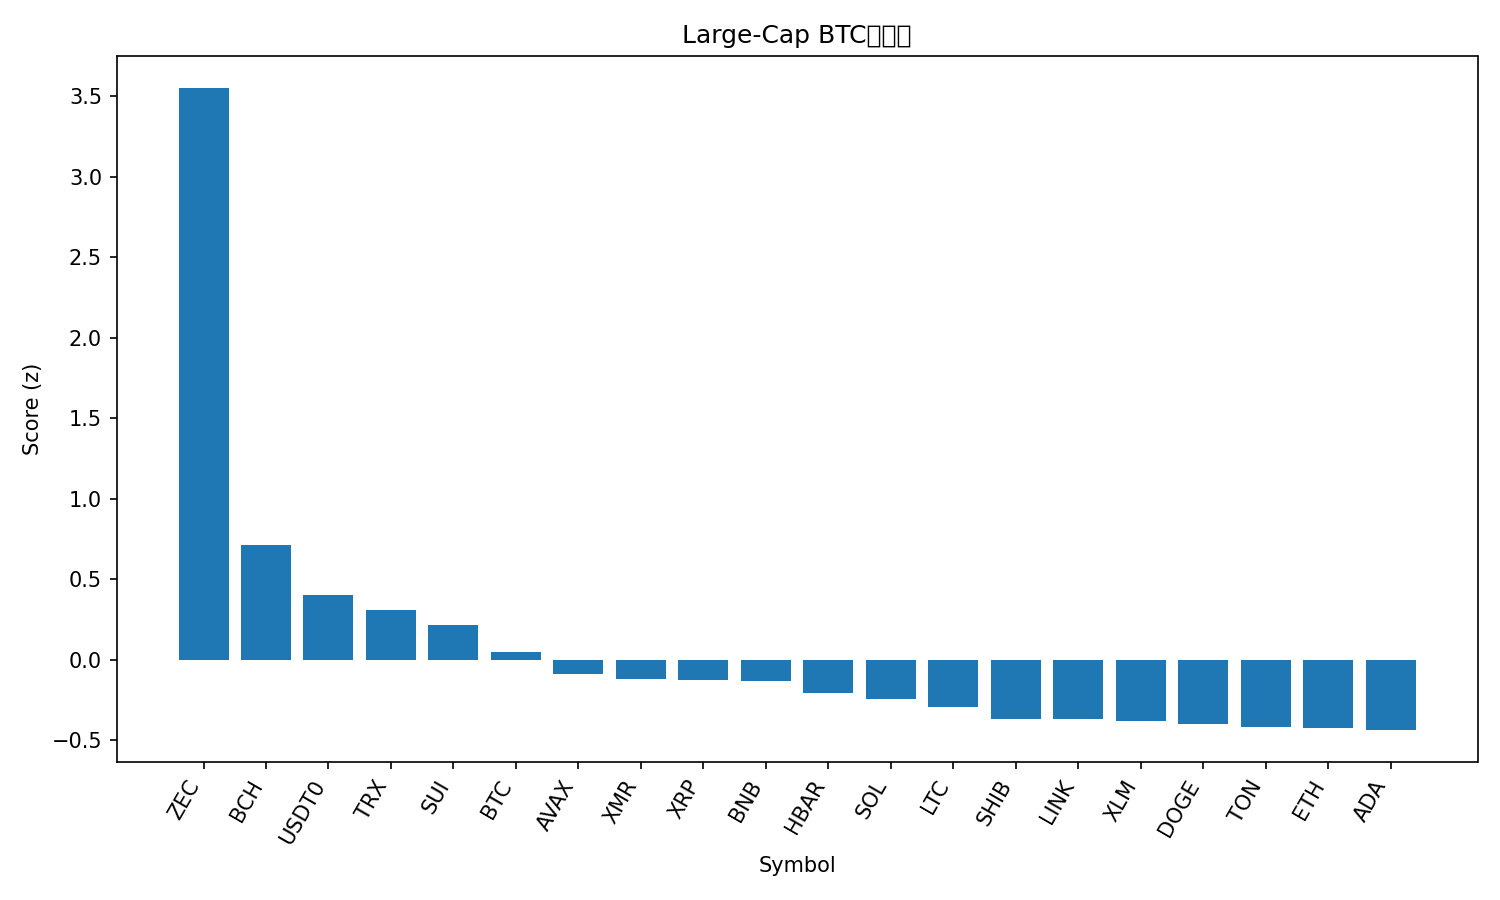 Large-Cap BTC
3.5
3.0
2.5
2.0
1.5
1.0
0.5
0.0
−0.5
Score (z)
ZEC
BCH
USDT0
TRX
SUI
BTC
AVAX
XMR
XRP
BNB
HBAR
SOL
LTC
SHIB
LINK
XLM
DOGE
TON
ETH
ADA
Symbol